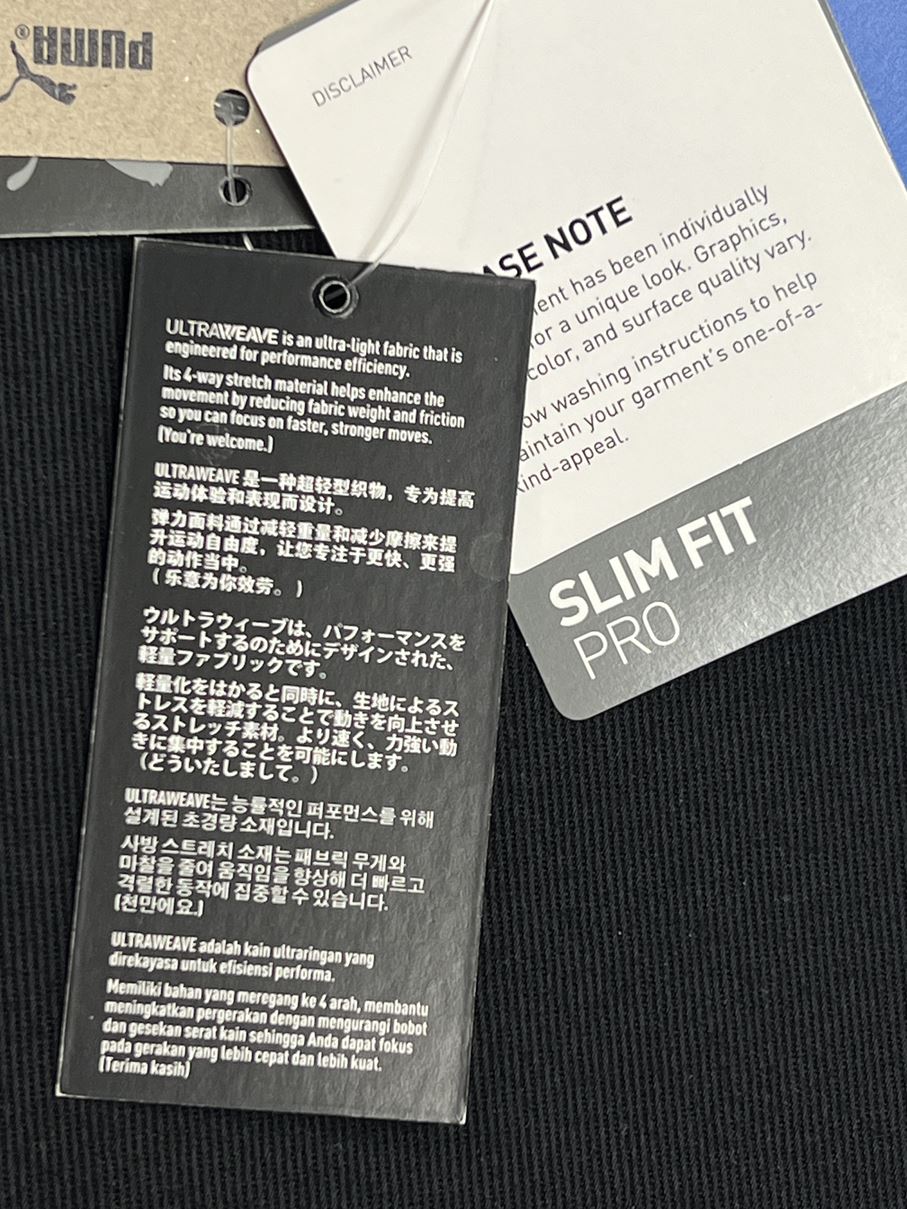 PUMA®
DISCLAIMER
NOTE
has been individually
a unique look. Graphics,
color, and surface quality vary.
washing instructions to help
your garment's one-of-a-
kind-appeal.
SLIM FIT
PRO
ULTRAWEAVE is an ultra-light fabric that is
engineered for performance efficiency.
Its 4-way stretch material helps enhance the
movement by reducing fabric weight and friction
so you can focus on faster, stronger moves.
(You're welcome.)
ULTRAWEAVE 是一种超轻型织物，专为提高
运动体验和表现而设计。
弹力面料通过减轻重量和减少摩擦来提
升运动自由度，让您专注于更快、更强
的动作当中。
（乐意为你效劳。）
ウルトラウィーブは、パフォーマンスを
サポートするのためにデザインされた、
軽量ファブリックです。
軽量化をはかると同時に、生地によるス
トレスを軽減することで動きを向上させ
るストレッチ素材。より速く、力強い動
きに集中することを可能にします。
（どういたしまして。）
ULTRAWEAVE는 능률적인 퍼포먼스를 위해
설계된 초경량 소재입니다.
사방 스트레치 소재는 패브릭 무게와
마찰을 줄여 움직임을 향상해 더 빠르고
격렬한 동작에 집중할 수 있습니다.
(천만에요.)
ULTRAWEAVE adalah kain ultraringan yang
direkayasa untuk efisiensi performa.
Memiliki bahan yang meregang ke 4 arah, membantu
meningkatkan pergerakan dengan mengurangi bobot
dan gesekan serat kain sehingga Anda dapat fokus
pada gerakan yang lebih cepat dan lebih kuat.
(Terima kasih)